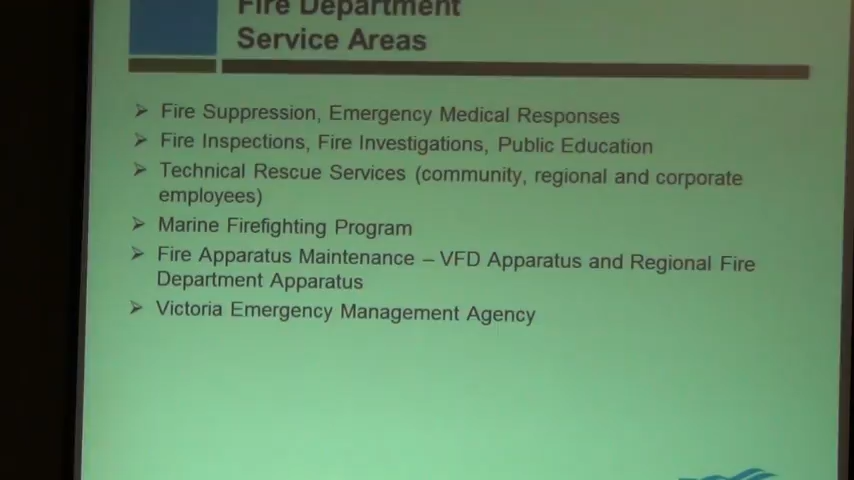 Fire Department
Service Areas
➢ Fire Suppression, Emergency Medical Responses
➢ Fire Inspections, Fire Investigations, Public Education
➢ Technical Rescue Services (community, regional and corporate
employees)
➢ Marine Firefighting Program
➢ Fire Apparatus Maintenance – VFD Apparatus and Regional Fire
Department Apparatus
➢ Victoria Emergency Management Agency